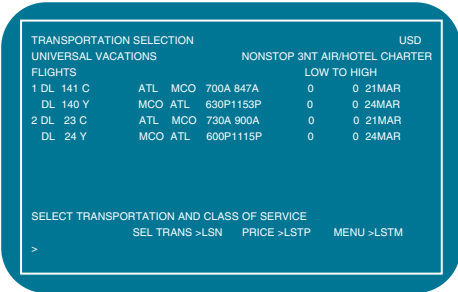 TRANSPORTATION SELECTION USD
UNIVERSAL VACATIONS NONSTOP 3NT AIR/HOTEL CHARTER
FLIGHTS LOW TO HIGH
1 DL 141 C ATL MCO 700A 847A 0 0 21MAR
DL 140 Y MCO ATL 630P1153P 0 0 24MAR
2 DL 23 C ATL MCO 730A 900A 0 0 21MAR
DL 24 Y MCO ATL 600P1115P 0 0 24MAR
SELECT TRANSPORTATION AND CLASS OF SERVICE
SEL TRANS >LSN PRICE >LSTP MENU >LSTM
>